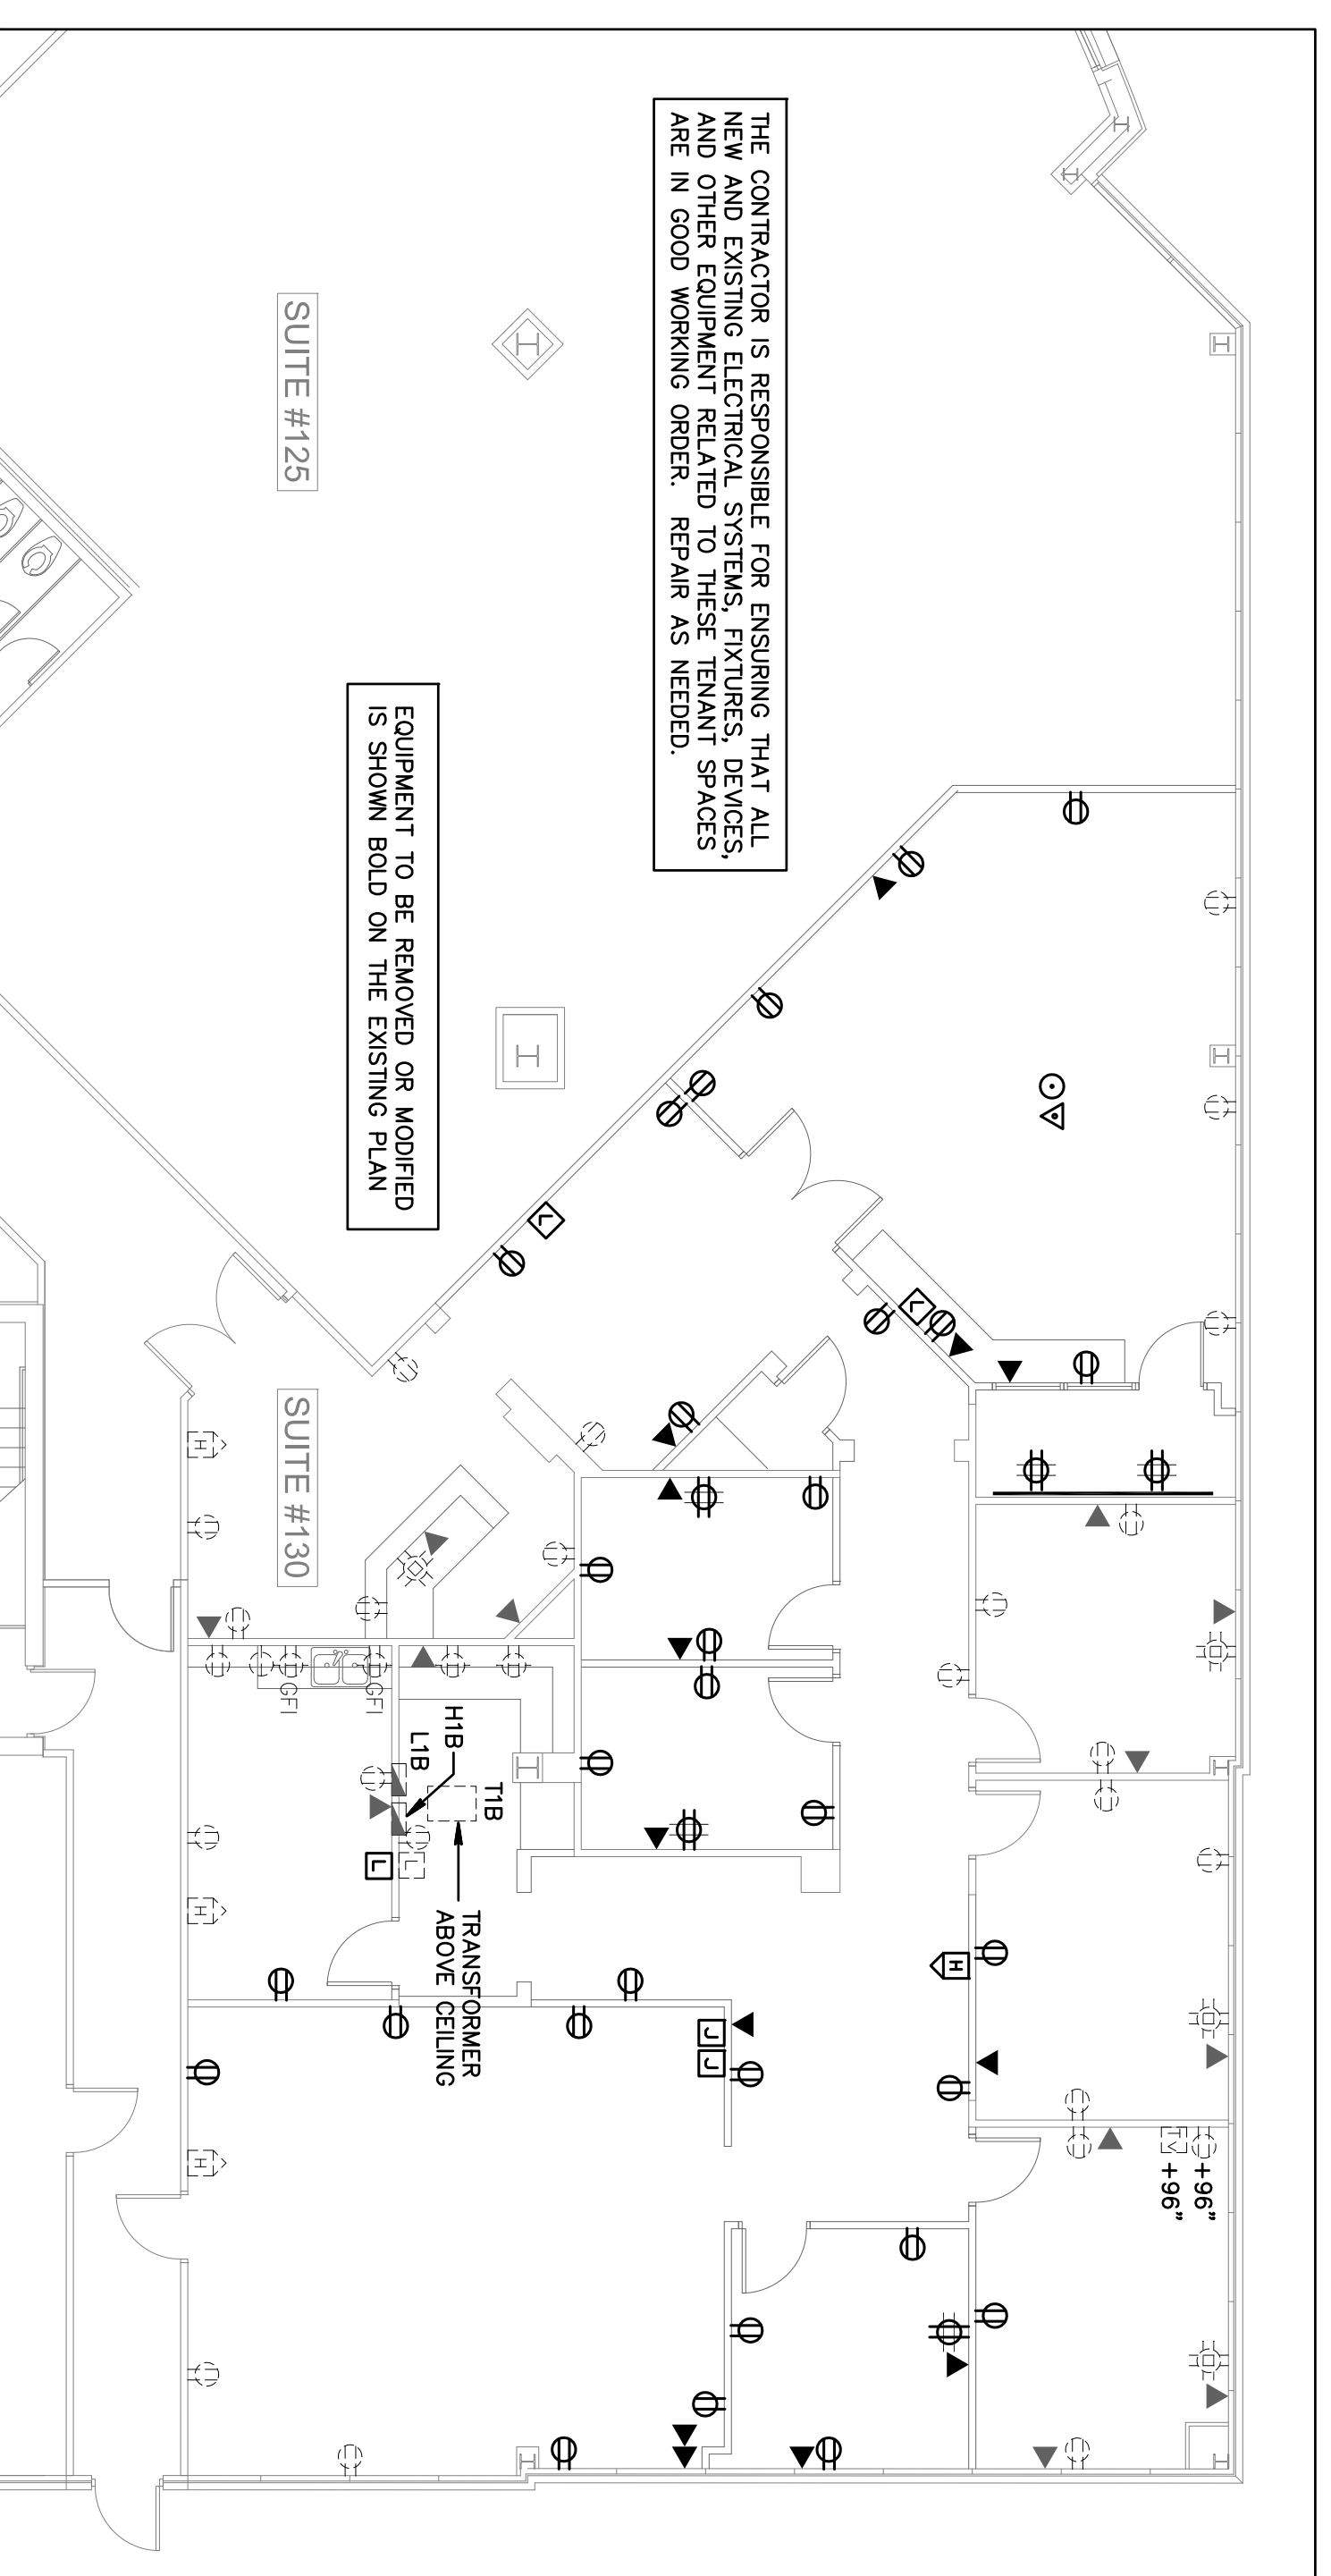 THE CONTRACTOR IS RESPONSIBLE FOR ENSURING THAT ALL
NEW AND EXISTING ELECTRICAL SYSTEMS, FIXTURES, DEVICES,
AND OTHER EQUIPMENT RELATED TO THESE TENANT SPACES
ARE IN GOOD WORKING ORDER. REPAIR AS NEEDED.
EQUIPMENT TO BE REMOVED OR MODIFIED
IS SHOWN BOLD ON THE EXISTING PLAN
SUITE #125
SUITE #130
L
L
GFI
GFI
H1B
L1B
T1B
TRANSFORMER
ABOVE CEILING
L
L
H
H
H
H
J
J
+96"
TV +96"